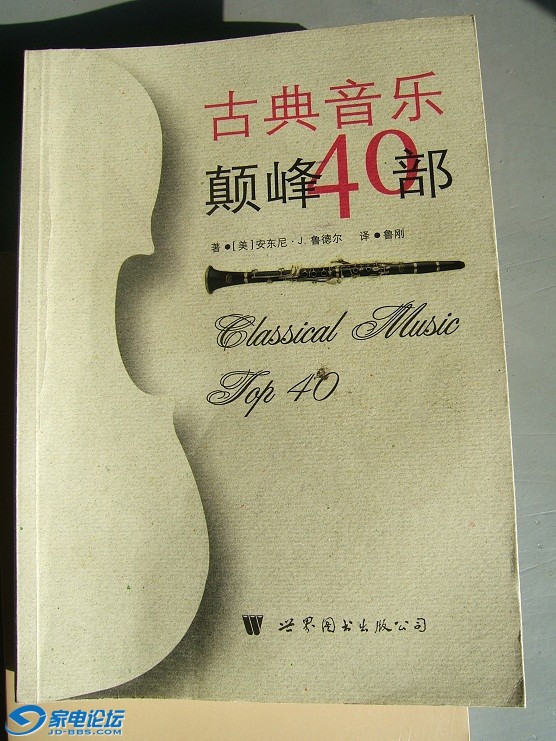 古典音乐
颠峰40部
著●[美]安东尼·J.鲁德尔 译●鲁刚
Classical Music
Top 40
世界图书出版公司
家电论坛
JD-BBS.COM